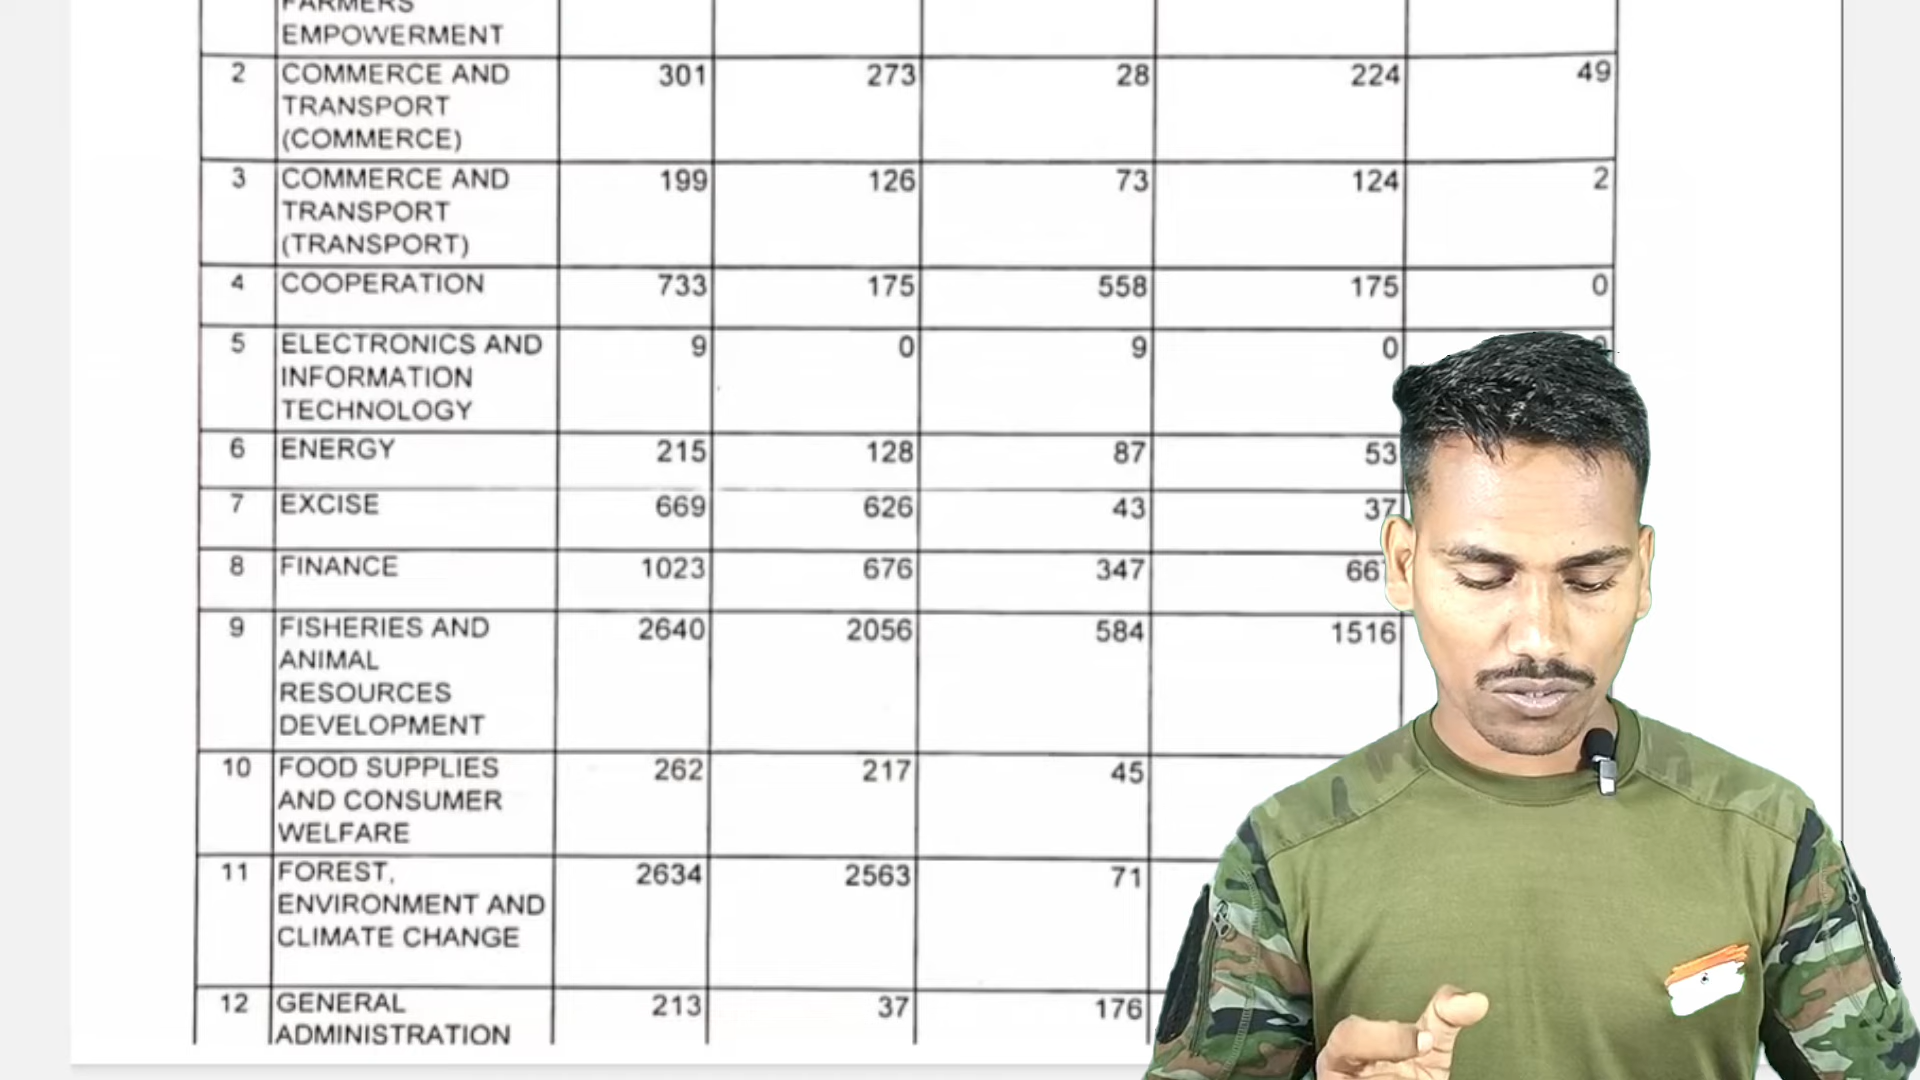 EMPOWERMENT
2 COMMERCE AND 301 273 28 224 49
TRANSPORT
(COMMERCE)
3 COMMERCE AND 199 126 73 124 2
TRANSPORT
(TRANSPORT)
4 COOPERATION 733 175 558 175 0
5 ELECTRONICS AND 9 0 9 0
INFORMATION
TECHNOLOGY
6 ENERGY 215 128 87 53
7 EXCISE 669 626 43 37
8 FINANCE 1023 676 347
9 FISHERIES AND 2640 2056 584 1516
ANIMAL
RESOURCES
DEVELOPMENT
10 FOOD SUPPLIES 262 217 45
AND CONSUMER
WELFARE
11 FOREST, 2634 2563 71
ENVIRONMENT AND
CLIMATE CHANGE
12 GENERAL 213 37 176
ADMINISTRATION